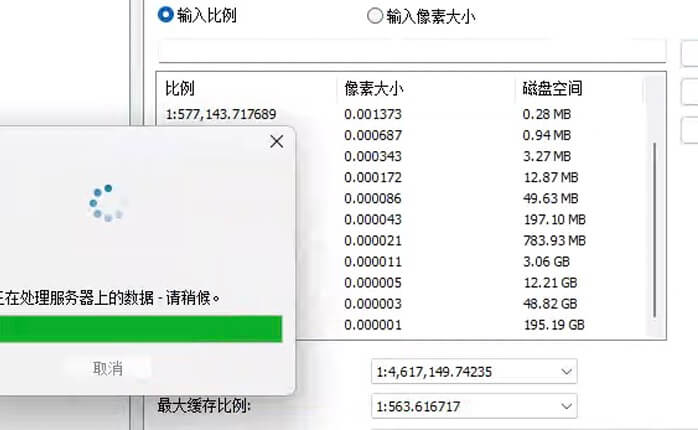 输入比例 输入像素大小
比例 像素大小 磁盘空间
1:577,143.717689 0.001373 0.28 MB
0.000687 0.94 MB
0.000343 3.27 MB
0.000172 12.87 MB
0.000086 49.63 MB
0.000043 197.10 MB
0.000021 783.93 MB
0.000011 3.06 GB
0.000005 12.21 GB
0.000003 48.82 GB
0.000001 195.19 GB
在处理服务器上的数据 - 请稍候。
取消
1:4,617,149.74235
最大缓存比例: 1:563.616717